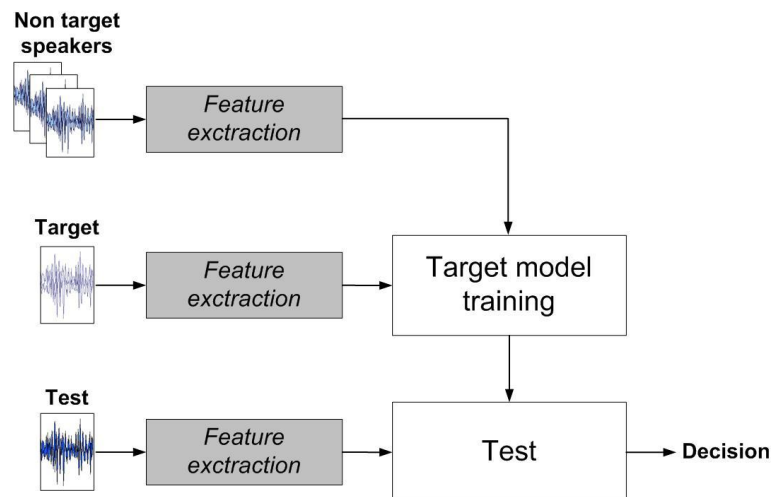 Non target
speakers
Feature
exctraction
Target
Feature
exctraction
Target model
training
Test
Feature
exctraction
Test
Decision